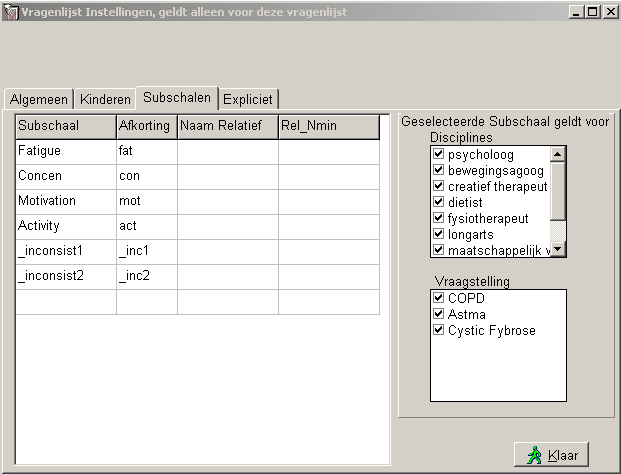 Vragenlijst Instellingen, geldt alleen voor deze vragenlijst
Algemeen Kinderen Subschalen Expliciet
Subschaal Afkorting Naam Relatief Rel_Nmin
Fatigue fat
Concen con
Motivation mot
Activity act
_inconsist1 _inc1
_inconsist2 _inc2
Geselecteerde Subschaal geldt voor
Disciplines
psycholoog
bewegingsagoog
creatief therapeut
dietist
fysiotherapeut
longarts
maatschappelijk
Vraagstelling
COPD
Astma
Cystic Fybrose
Klaar